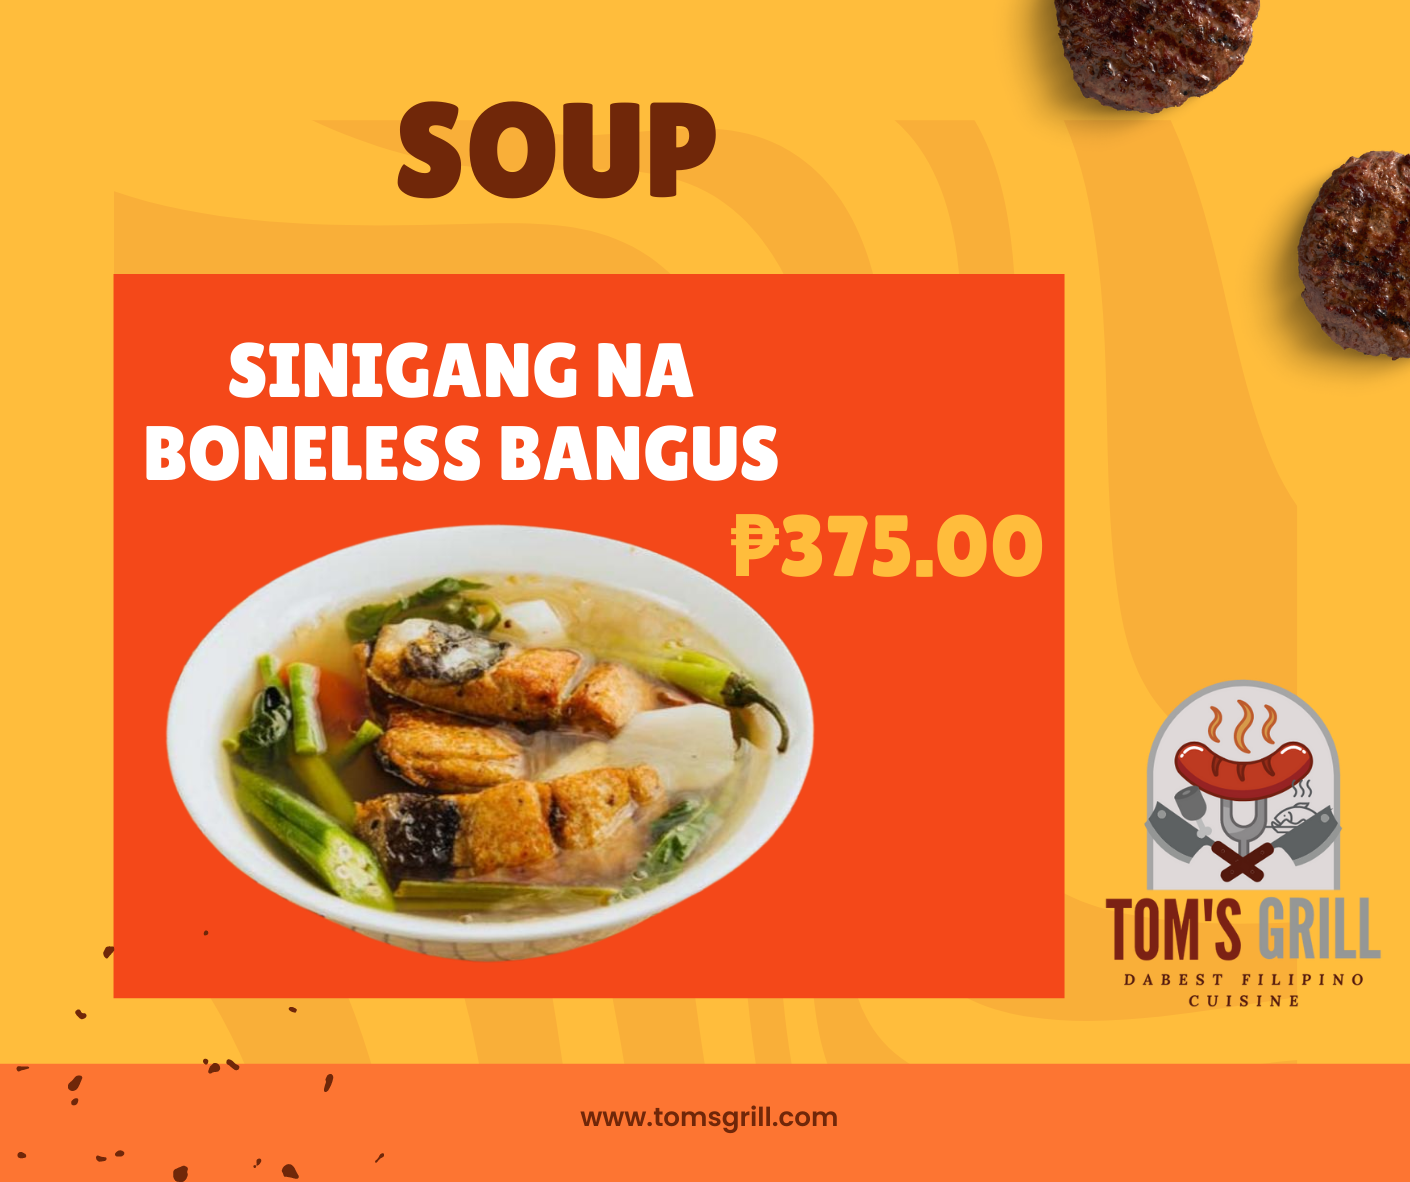 SOUP
SINIGANG NA
BONELESS BANGUS
₱375.00
TOM'S GRILL
DABEST FILIPINO
CUISINE
www.tomsgrill.com